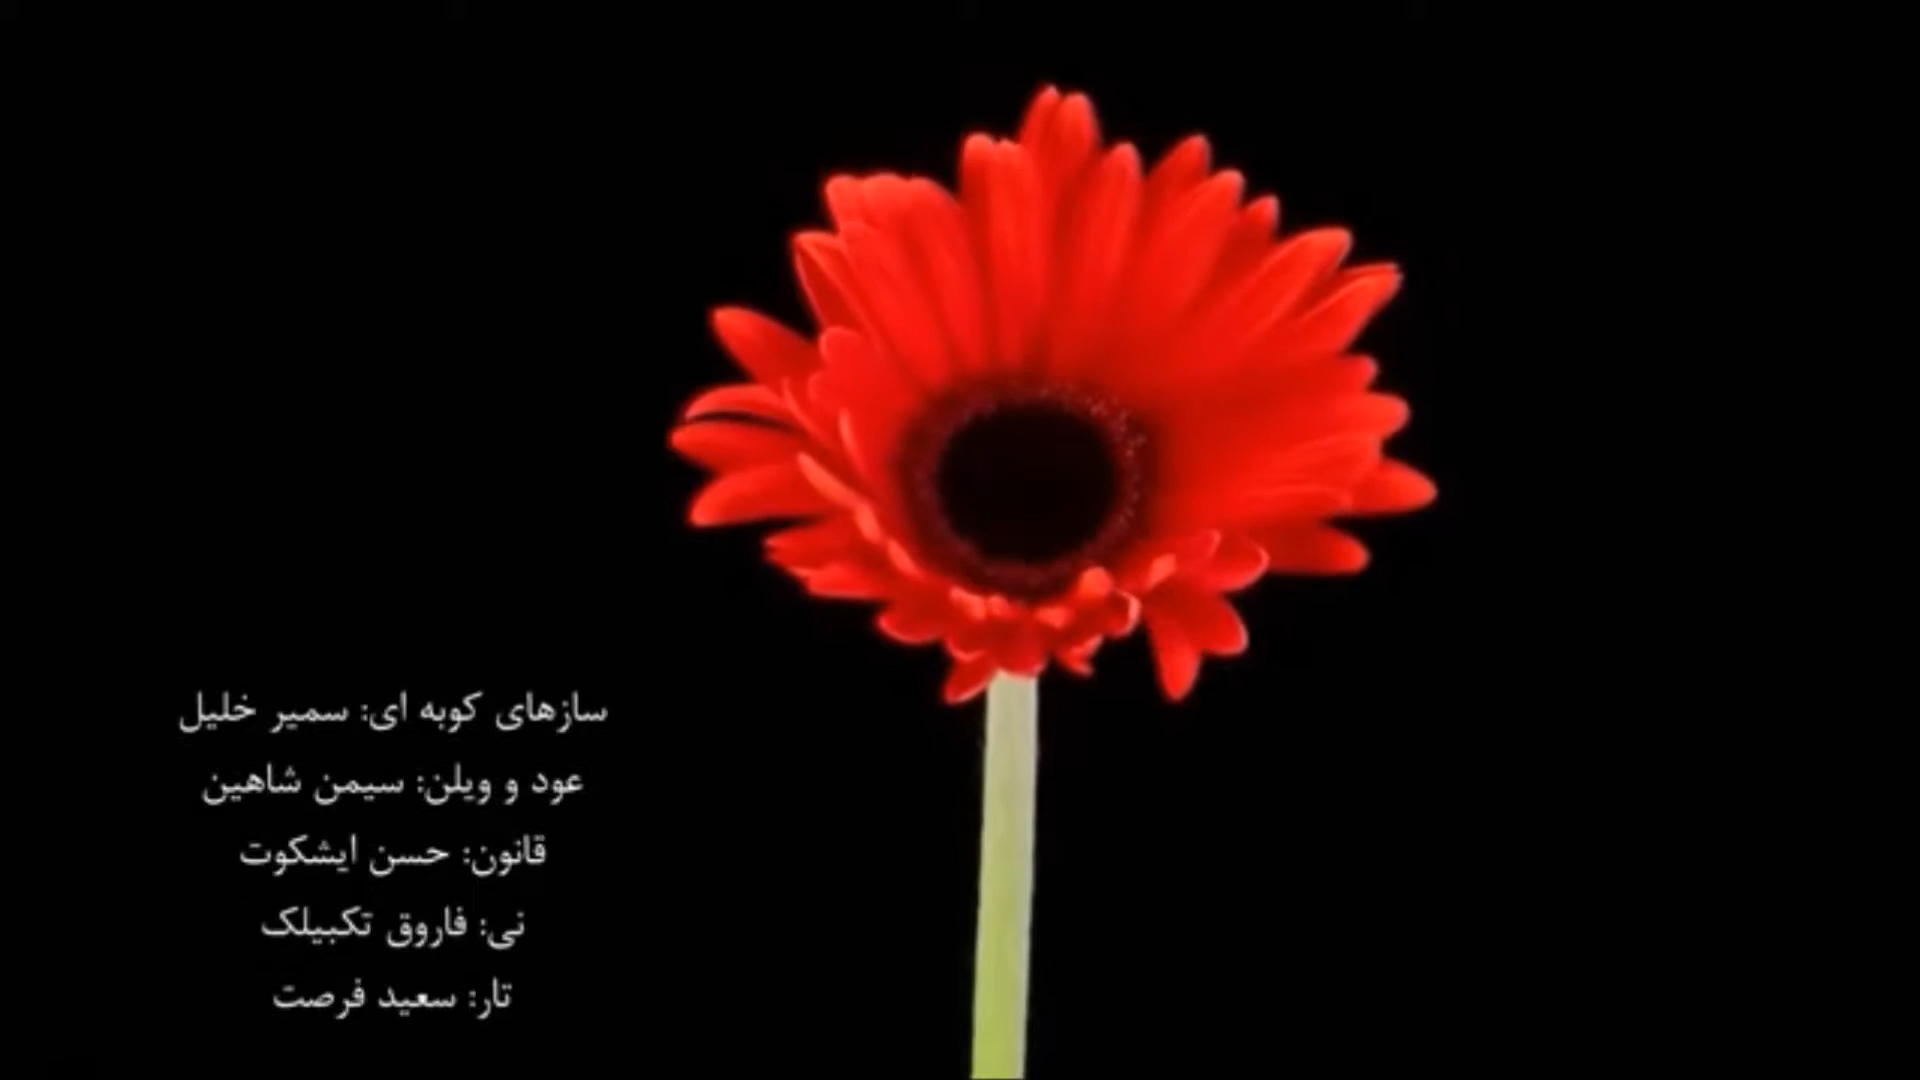 سازهای کوبه ای: سمیر خلیل
عود و ویلن: سیمن شاهین
قانون: حسن ایشکوت
نی: فاروق تکبیلک
تار: سعید فرصت